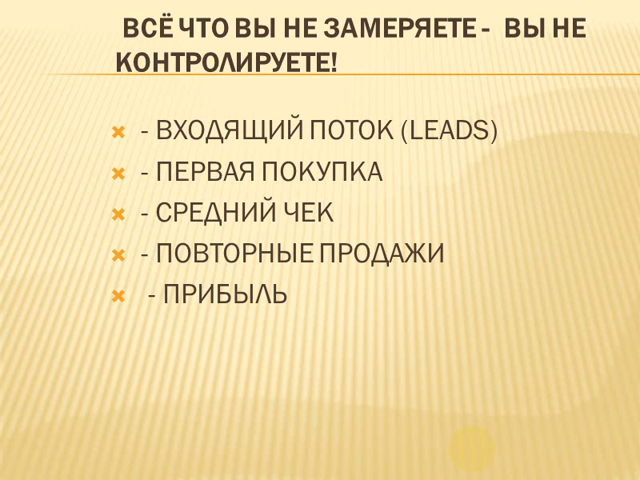 ВСЁ ЧТО ВЫ НЕ ЗАМЕРЯЕТЕ - ВЫ НЕ
КОНТРОЛИРУЕТЕ!
- ВХОДЯЩИЙ ПОТОК (LEADS)
- ПЕРВАЯ ПОКУПКА
- СРЕДНИЙ ЧЕК
- ПОВТОРНЫЕ ПРОДАЖИ
- ПРИБЫЛЬ